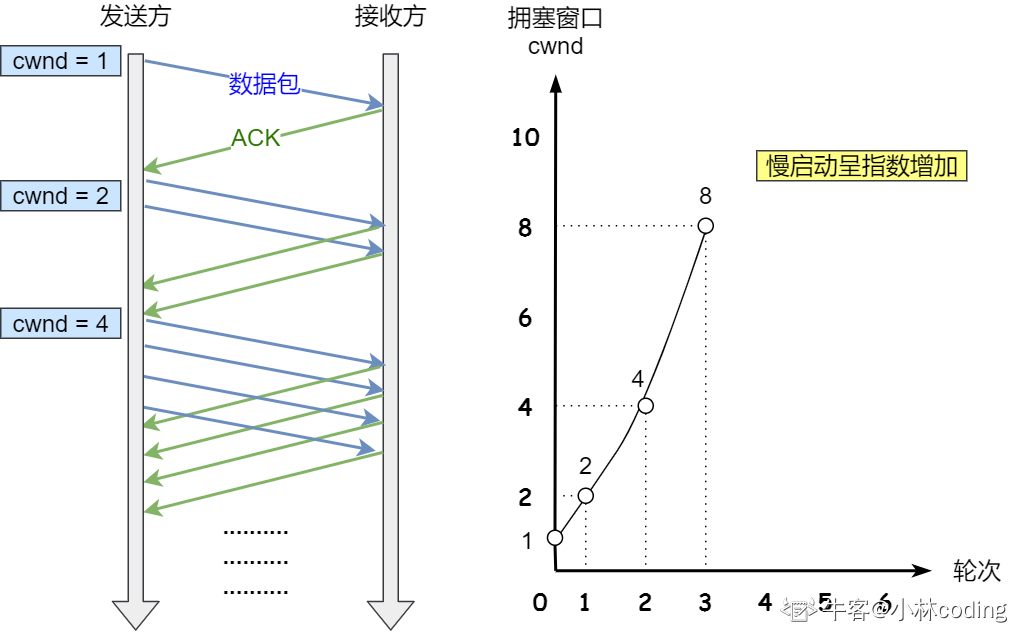 发送方
接收方
cwnd = 1
数据包
ACK
cwnd = 2
cwnd = 4
..........
..........
..........
拥塞窗口
cwnd
10
慢启动呈指数增加
8
8
6
4
4
2
2
1
轮次
0 1 2 3 4 5 6
牛客@小林coding